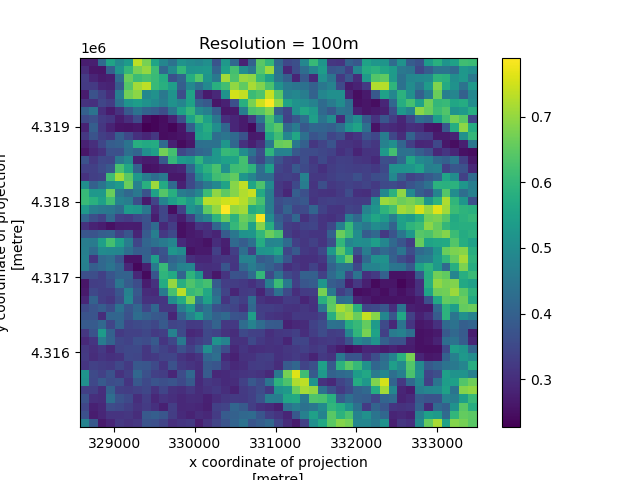 Resolution = 100m
1e6
4.319
4.318
4.317
4.316
329000 330000 331000 332000 333000
x coordinate of projection
[metre]
y coordinate of projection
[metre]
0.7
0.6
0.5
0.4
0.3